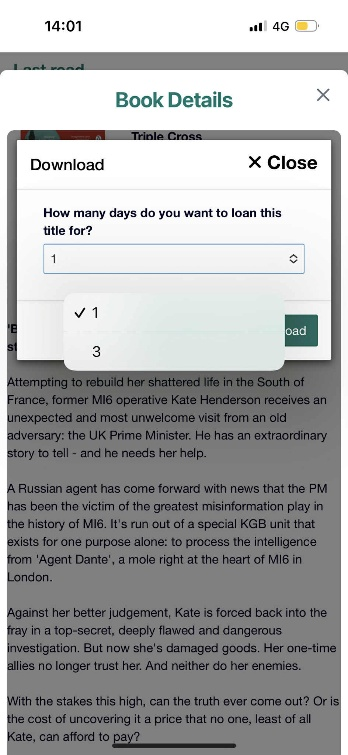 14:01
4G
Last read
Book Details
Triple Cross
Download
× Close
How many days do you want to loan this
title for?
1
✓ 1
3
oad
'B
st
Attempting to rebuild her shattered life in the South of
France, former MI6 operative Kate Henderson receives an
unexpected and most unwelcome visit from an old
adversary: the UK Prime Minister. He has an extraordinary
story to tell - and he needs her help.
A Russian agent has come forward with news that the PM
has been the victim of the greatest misinformation play in
the history of MI6. It's run out of a special KGB unit that
exists for one purpose alone: to process the intelligence
from 'Agent Dante', a mole right at the heart of MI6 in
London.
Against her better judgement, Kate is forced back into the
fray in a top-secret, deeply flawed and dangerous
investigation. But now she's damaged goods. Her one-time
allies no longer trust her. And neither do her enemies.
With the stakes this high, can the truth ever come out? Or is
the cost of uncovering it a price that no one, least of all
Kate, can afford to pay?